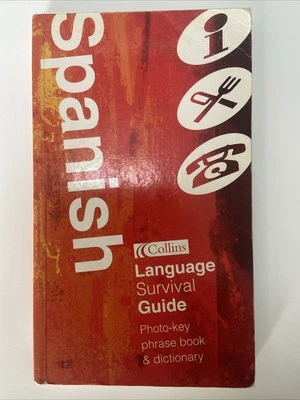 Spanish
i
Collins
Language
Survival
Guide
Photo-key
phrase book
& dictionary